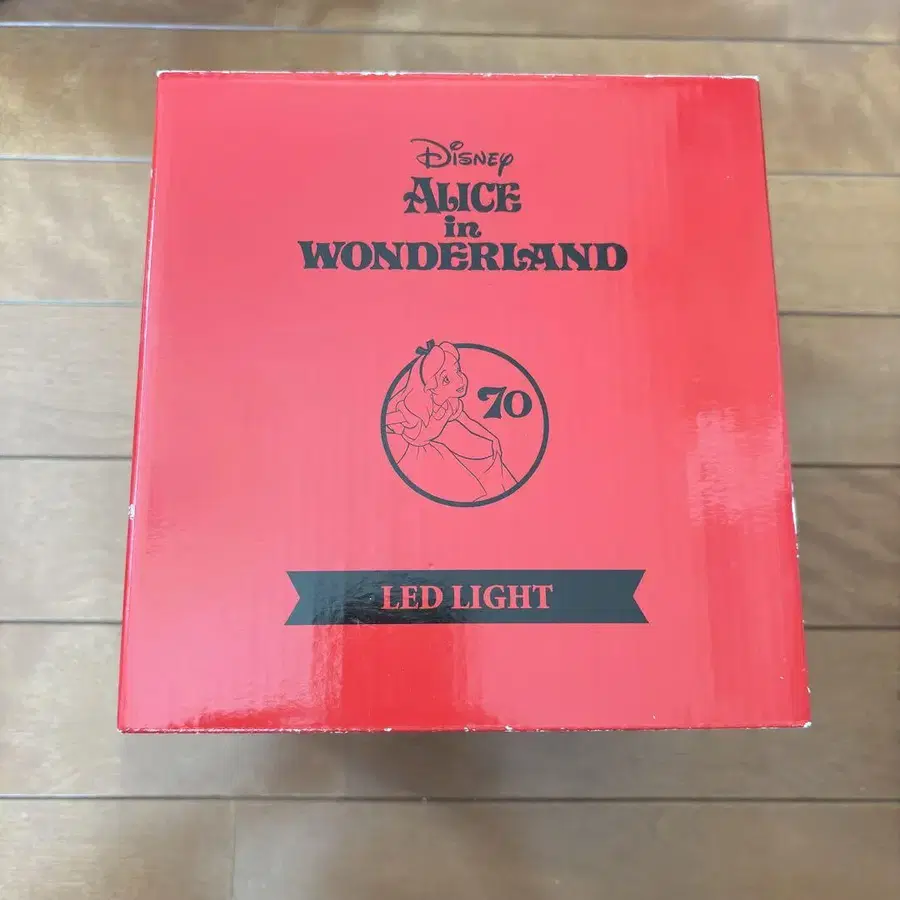 Disney
ALICE
in
WONDERLAND
70
LED LIGHT